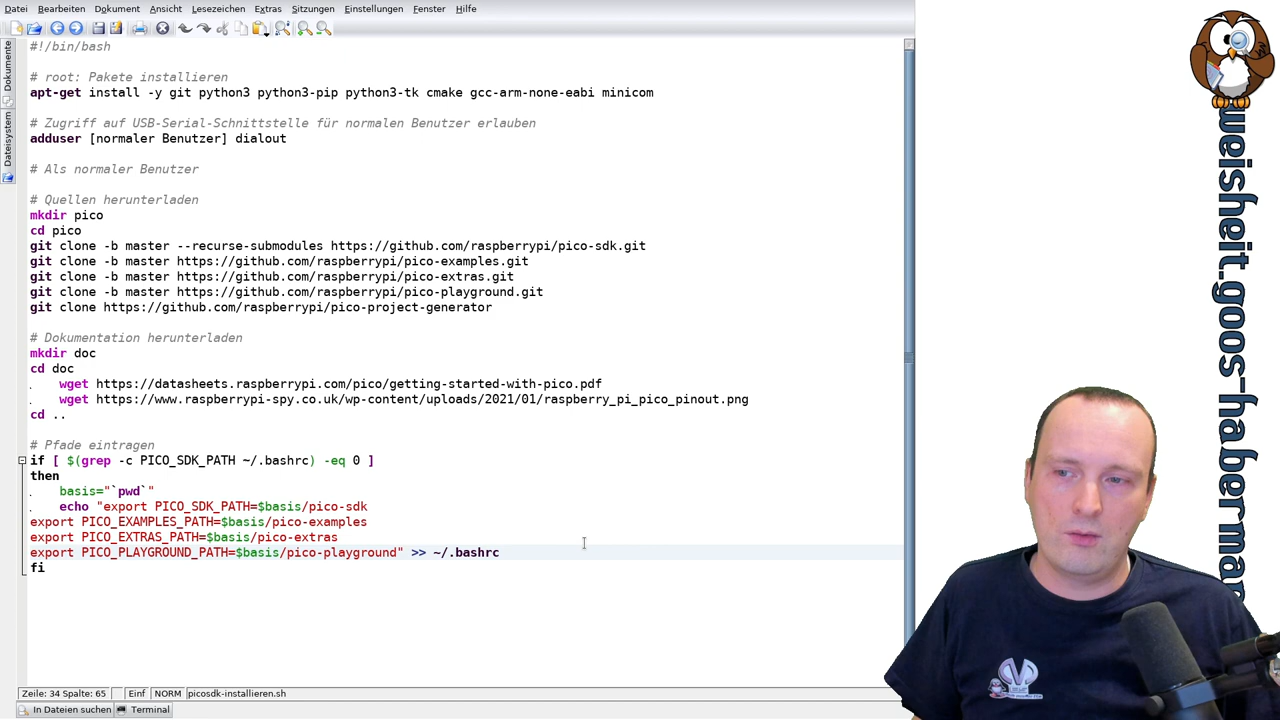 Datei Bearbeiten Dokument Ansicht Lesezeichen Extras Sitzungen Einstellungen Fenster Hilfe
Dokumente
Dateisystem
#!/bin/bash
# root: Pakete installieren
apt-get install -y git python3 python3-pip python3-tk cmake gcc-arm-none-eabi minicom
# Zugriff auf USB-Serial-Schnittstelle für normalen Benutzer erlauben
adduser [normaler Benutzer] dialout
# Als normaler Benutzer
# Quellen herunterladen
mkdir pico
cd pico
git clone -b master --recurse-submodules https://github.com/raspberrypi/pico-sdk.git
git clone -b master https://github.com/raspberrypi/pico-examples.git
git clone -b master https://github.com/raspberrypi/pico-extras.git
git clone -b master https://github.com/raspberrypi/pico-playground.git
git clone https://github.com/raspberrypi/pico-project-generator
# Dokumentation herunterladen
mkdir doc
cd doc
wget https://datasheets.raspberrypi.com/pico/getting-started-with-pico.pdf
wget https://www.raspberrypi-spy.co.uk/wp-content/uploads/2021/01/raspberry_pi_pico_pinout.png
cd ..
# Pfade eintragen
if [ $(grep -c PICO_SDK_PATH ~/.bashrc) -eq 0 ]
then
basis="`pwd`"
echo "export PICO_SDK_PATH=$basis/pico-sdk
export PICO_EXAMPLES_PATH=$basis/pico-examples
export PICO_EXTRAS_PATH=$basis/pico-extras
export PICO_PLAYGROUND_PATH=$basis/pico-playground" >> ~/.bashrc
fi
Zeile: 34 Spalte: 65 Einf NORM picosdk-installieren.sh
In Dateien suchen Terminal
weisheit.goos-haberman